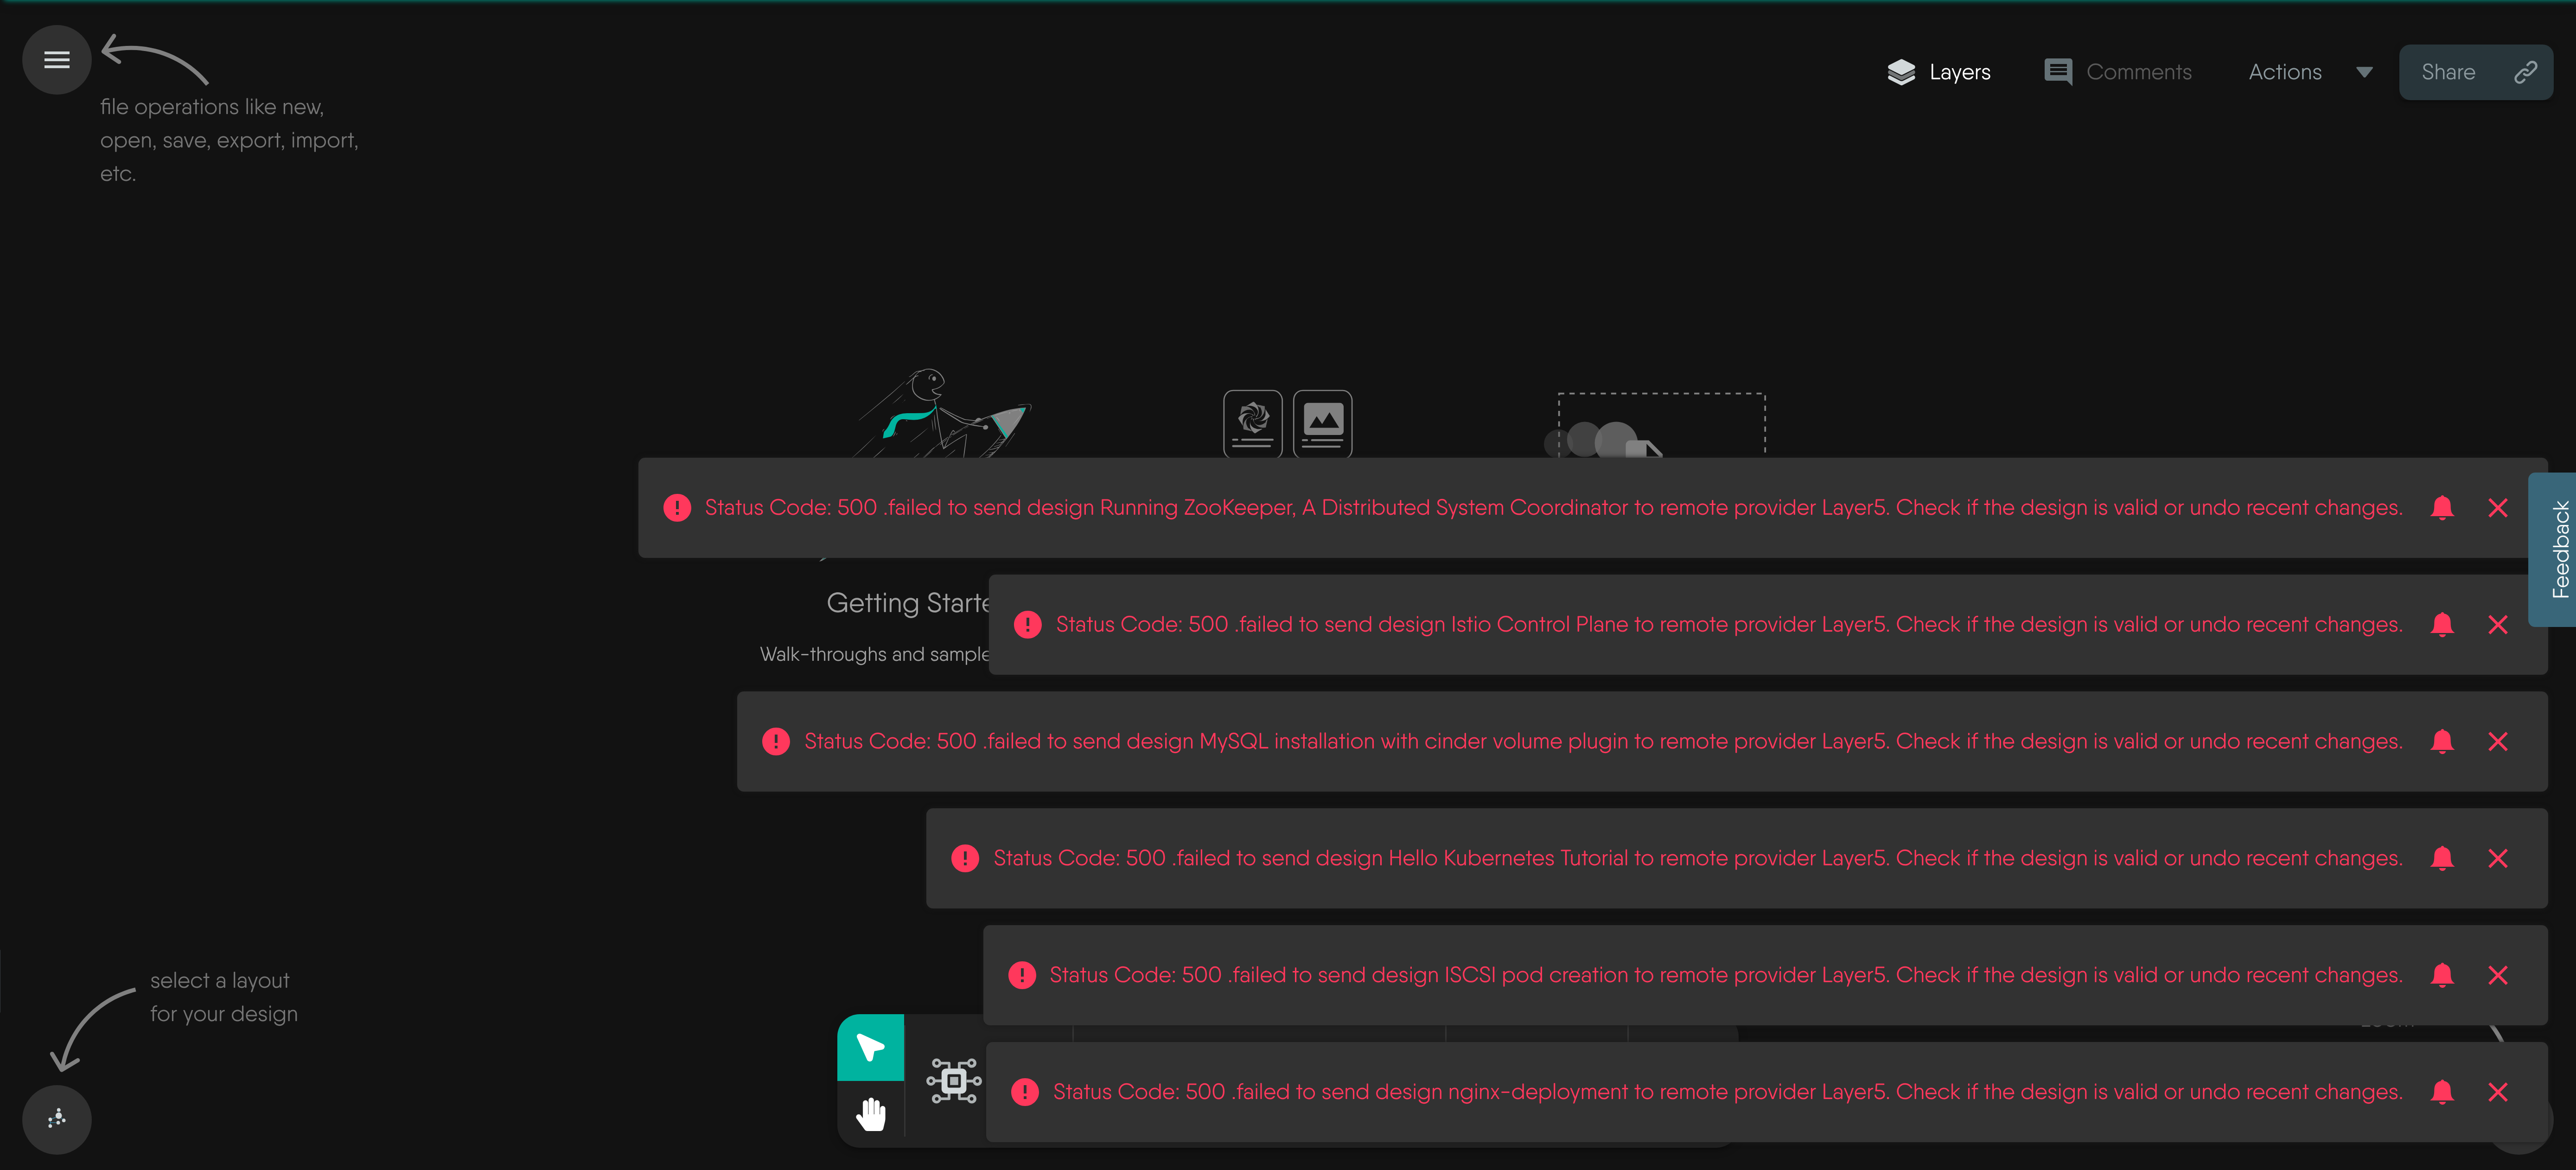 file operations like new,
open, save, export, import,
etc.
Layers
Comments
Actions
Share
Status Code: 500 .failed to send design Running ZooKeeper, A Distributed System Coordinator to remote provider Layer5. Check if the design is valid or undo recent changes.
Feedback
Getting Starte
Status Code: 500 .failed to send design Istio Control Plane to remote provider Layer5. Check if the design is valid or undo recent changes.
Walk-throughs and sample
Status Code: 500 .failed to send design MySQL installation with cinder volume plugin to remote provider Layer5. Check if the design is valid or undo recent changes.
Status Code: 500 .failed to send design Hello Kubernetes Tutorial to remote provider Layer5. Check if the design is valid or undo recent changes.
select a layout
for your design
Status Code: 500 .failed to send design ISCSI pod creation to remote provider Layer5. Check if the design is valid or undo recent changes.
Status Code: 500 .failed to send design nginx-deployment to remote provider Layer5. Check if the design is valid or undo recent changes.